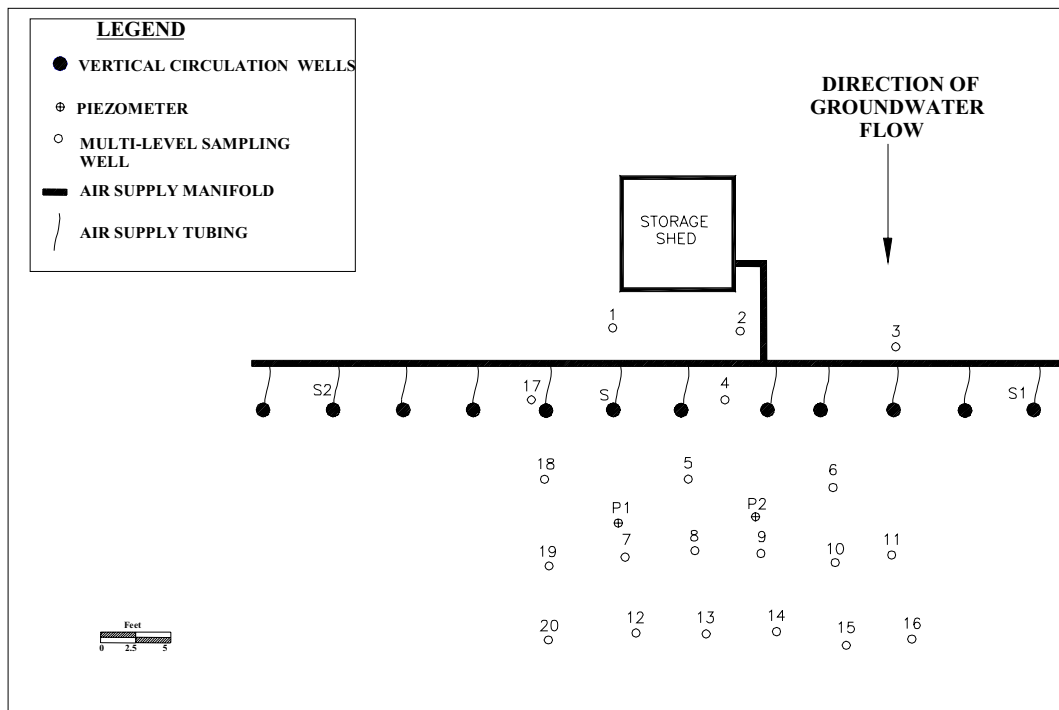 LEGEND
VERTICAL CIRCULATION WELLS
PIEZOMETER
MULTI-LEVEL SAMPLING
WELL
AIR SUPPLY MANIFOLD
AIR SUPPLY TUBING
DIRECTION OF
GROUNDWATER
FLOW
STORAGE
SHED
1
2
3
S2
17
S
4
S1
18
5
6
P1
P2
7
8
9
10
11
19
20
12
13
14
15
16
Feet
0 2.5 5